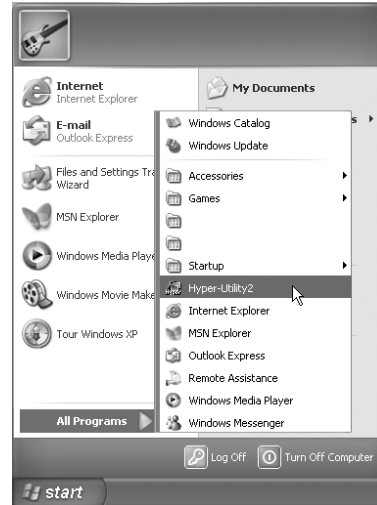 My Documents
Internet
Internet Explorer
E-mail
Outlook Express
s
Files and Settings Tra
Wizard
MSN Explorer
Windows Media Playe
Windows Movie Make
Tour Windows XP
All Programs
Windows Catalog
Windows Update
Accessories
Games
Startup
Hyper-Utility2
Internet Explorer
MSN Explorer
Outlook Express
Remote Assistance
Windows Media Player
Windows Messenger
Log Off
Turn Off Computer
start